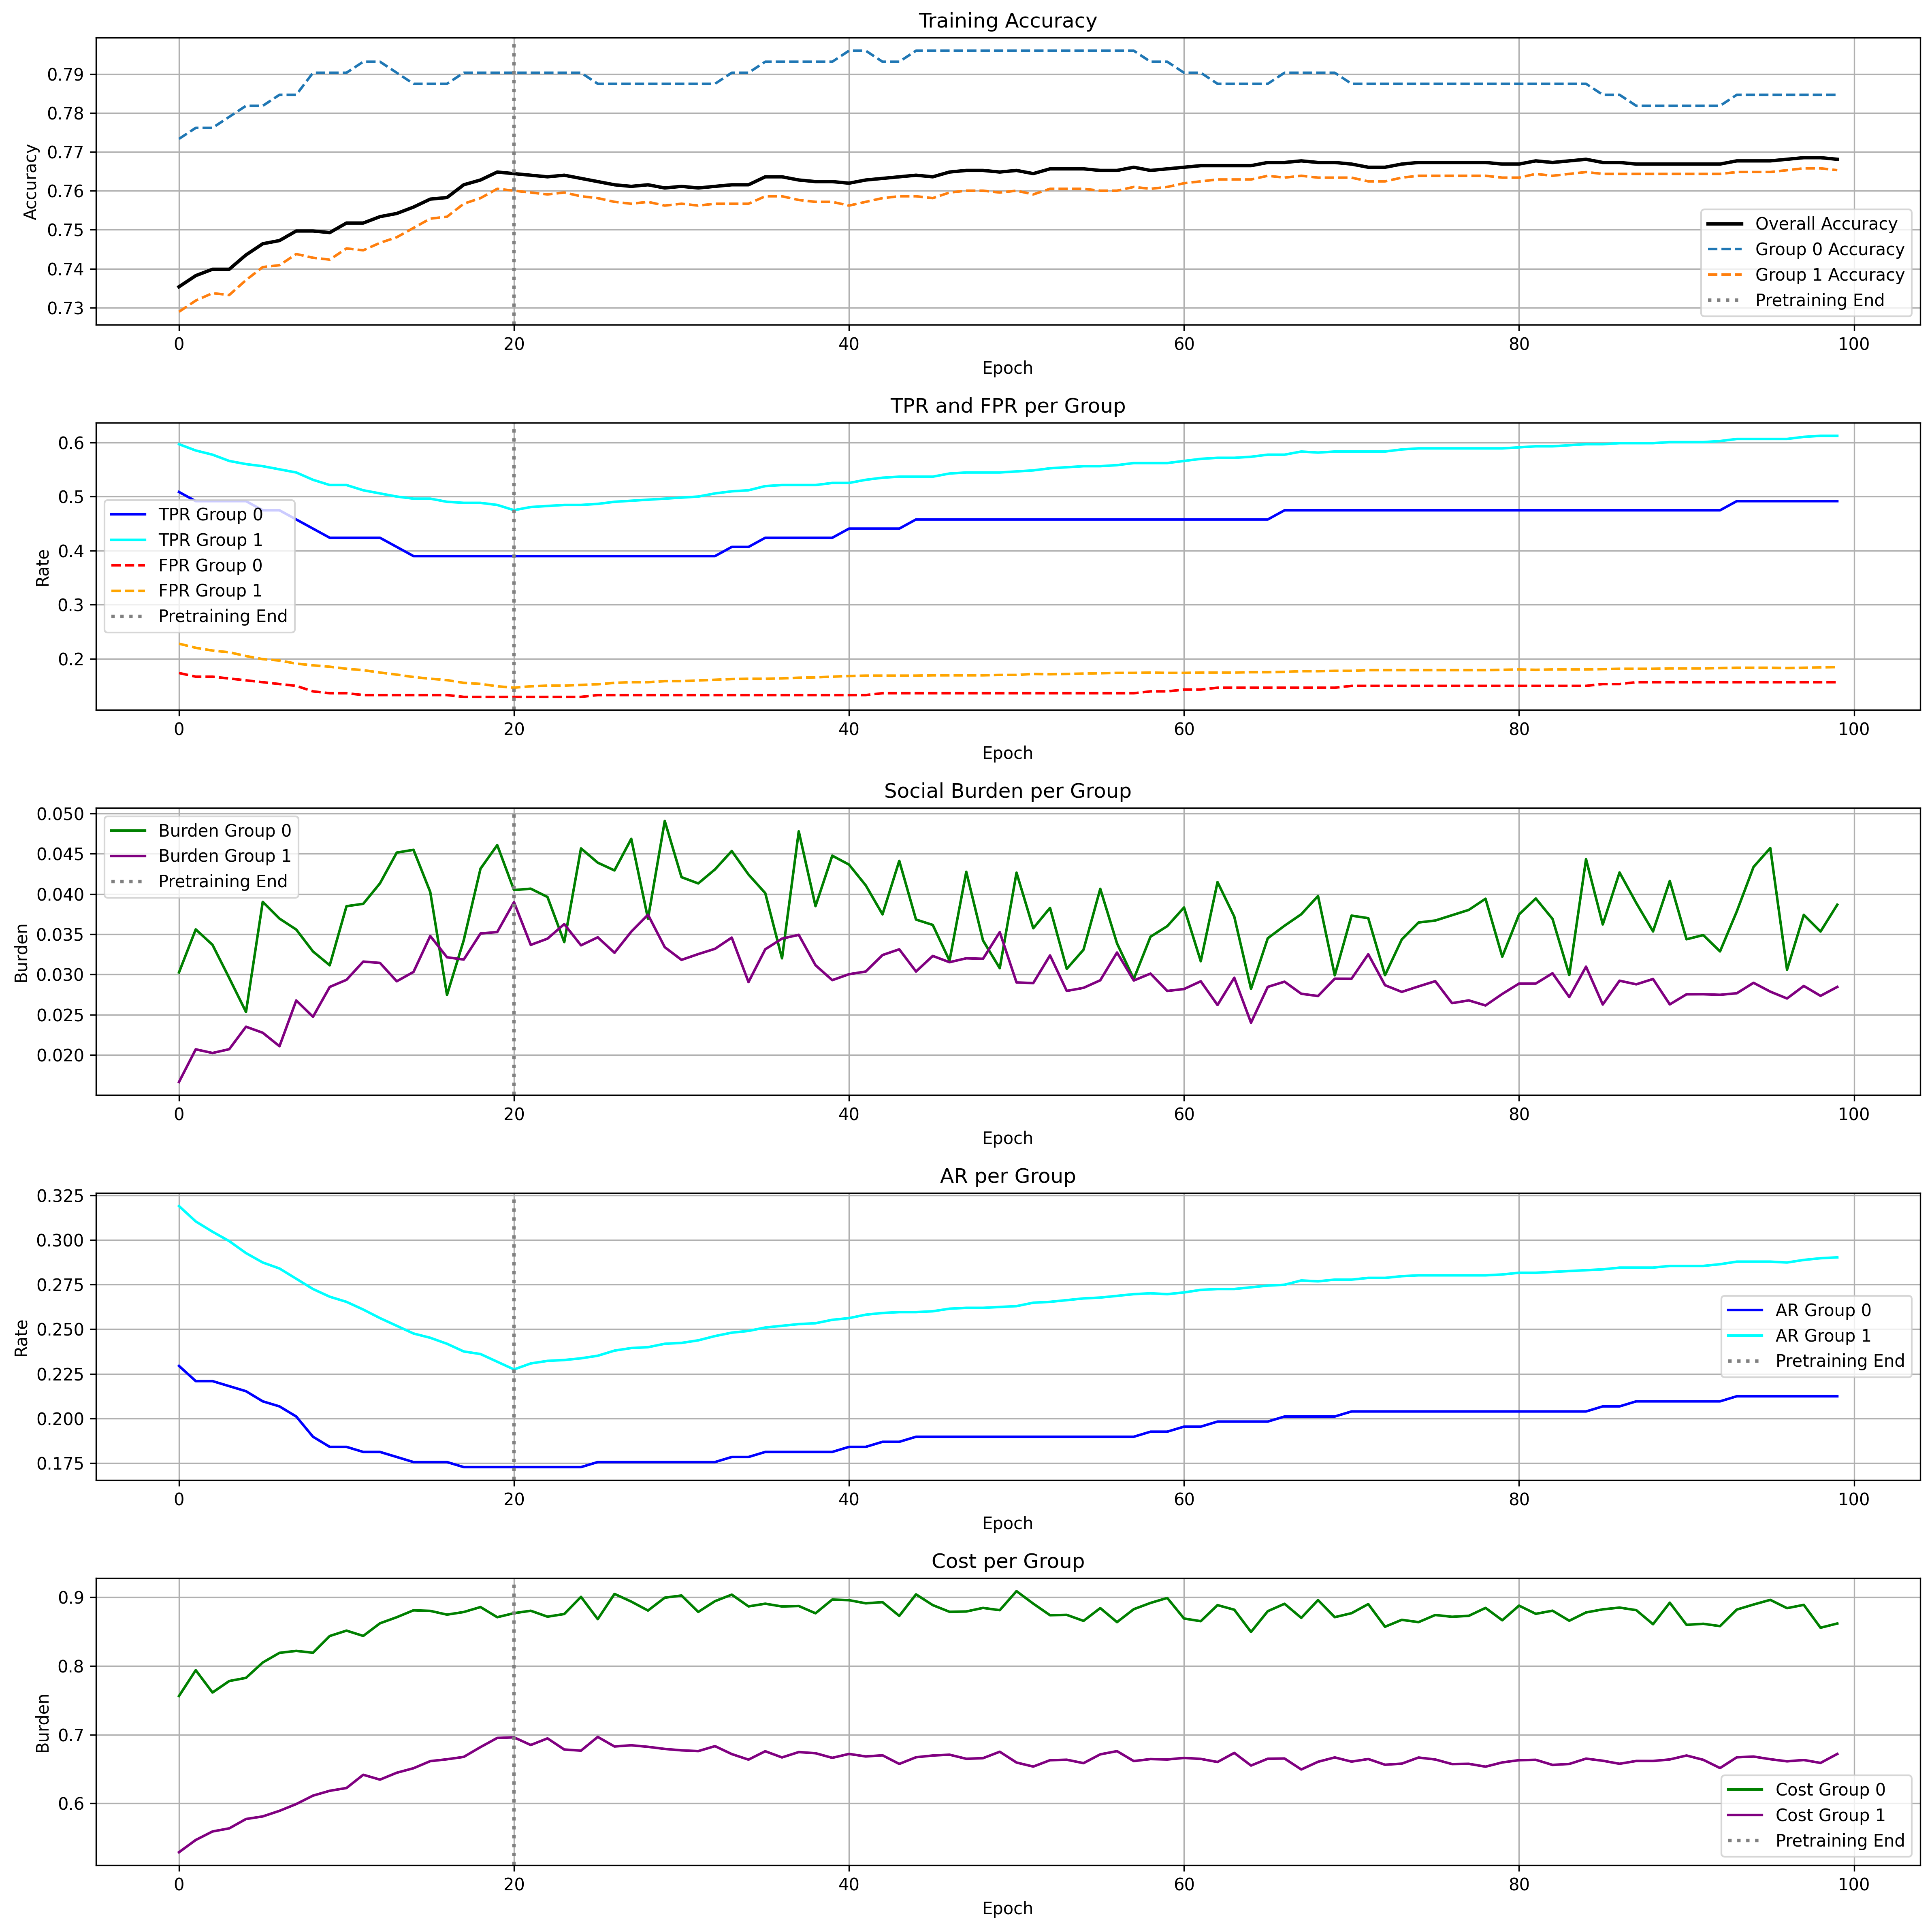 Training Accuracy
Accuracy
0.79
0.78
0.77
0.76
0.75
0.74
0.73
Overall Accuracy
Group 0 Accuracy
Group 1 Accuracy
Pretraining End
0 20 40 60 80 100
Epoch
TPR and FPR per Group
Rate
0.6
0.5
0.4
0.3
0.2
TPR Group 0
TPR Group 1
FPR Group 0
FPR Group 1
Pretraining End
0 20 40 60 80 100
Epoch
Social Burden per Group
Burden
0.050
0.045
0.040
0.035
0.030
0.025
0.020
Burden Group 0
Burden Group 1
Pretraining End
0 20 40 60 80 100
Epoch
AR per Group
Rate
0.325
0.300
0.275
0.250
0.225
0.200
0.175
AR Group 0
AR Group 1
Pretraining End
0 20 40 60 80 100
Epoch
Cost per Group
Burden
0.9
0.8
0.7
0.6
Cost Group 0
Cost Group 1
Pretraining End
0 20 40 60 80 100
Epoch